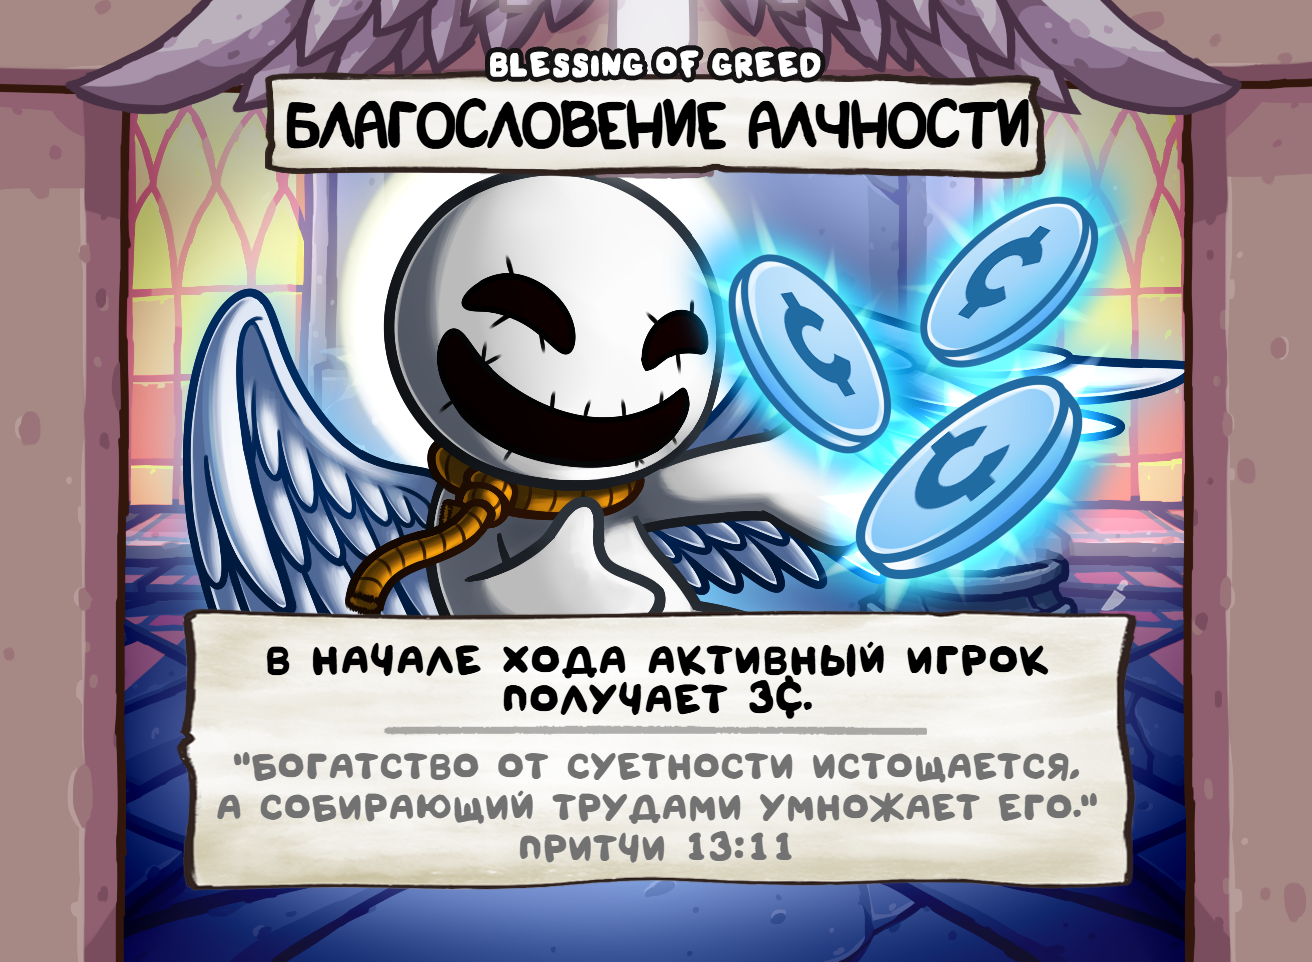 BLESSING OF GREED
БЛАГОСЛОВЕНИЕ АЛЧНОСТИ
¢
¢
¢
В НАЧАЛЕ ХОДА АКТИВНЫЙ ИГРОК
ПОЛУЧАЕТ 3¢.
"БОГАТСТВО ОТ СУЕТНОСТИ ИСТОЩАЕТСЯ,
А СОБИРАЮЩИЙ ТРУДАМИ УМНОЖАЕТ ЕГО."
ПРИТЧИ 13:11